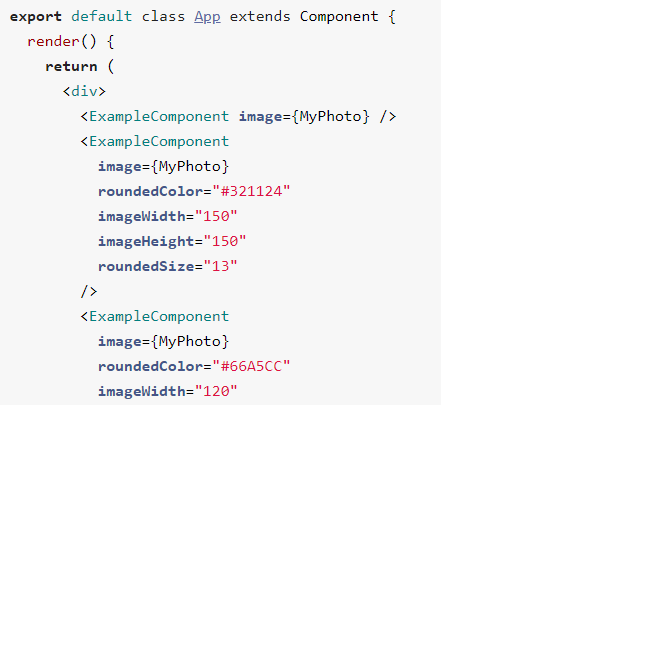 export default class App extends Component {
render() {
return (
<div>
<ExampleComponent image={MyPhoto} />
<ExampleComponent
image={MyPhoto}
roundedColor="#321124"
imageWidth="150"
imageHeight="150"
roundedSize="13"
/>
<ExampleComponent
image={MyPhoto}
roundedColor="#66A5CC"
imageWidth="120"